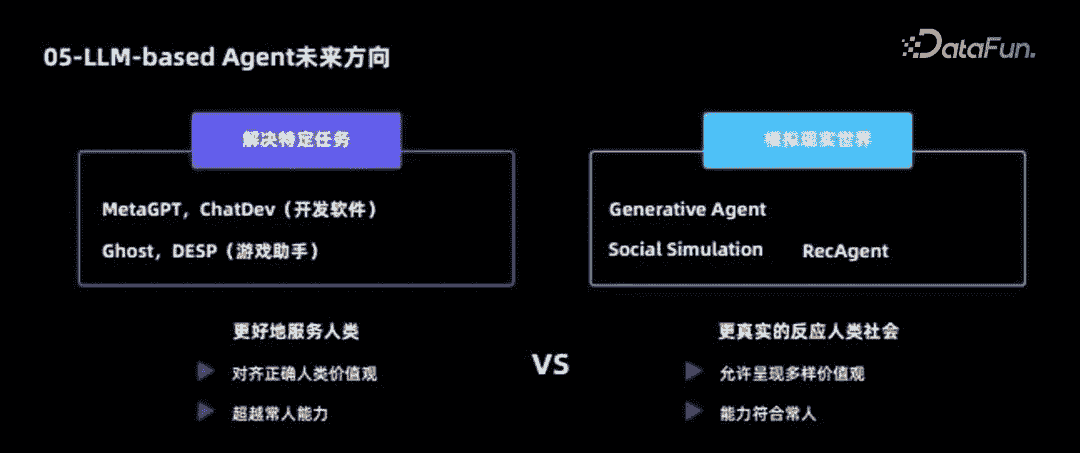 05-LLM-based Agent未来方向
DataFun.
解决特定任务
MetaGPT，ChatDev（开发软件）
Ghost，DESP（游戏助手）
更好地服务人类
对齐正确人类价值观
超越常人能力
VS
模拟现实世界
Generative Agent
Social Simulation RecAgent
更真实的反应人类社会
允许呈现多样价值观
能力符合常人